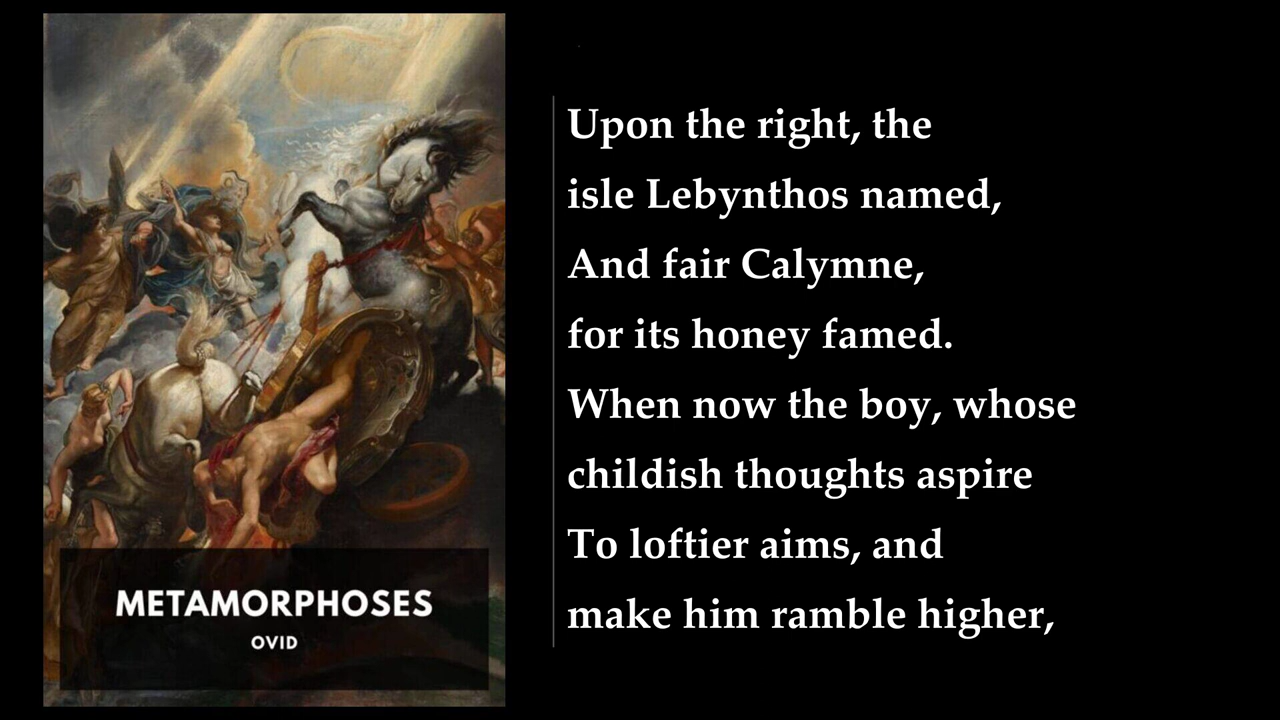 METAMORPHOSES
OVID
Upon the right, the
isle Lebynthos named,
And fair Calymne,
for its honey famed.
When now the boy, whose
childish thoughts aspire
To loftier aims, and
make him ramble higher,